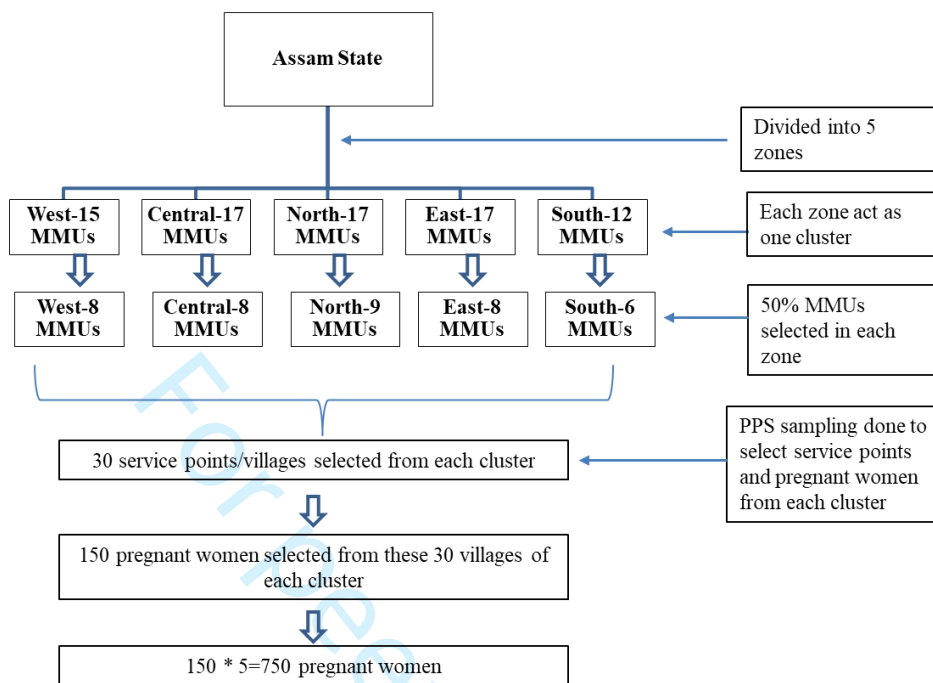 Assam State
Divided into 5
zones
West-15
MMUs
Central-17
MMUs
North-17
MMUs
East-17
MMUs
South-12
MMUs
Each zone act as
one cluster
West-8
MMUs
Central-8
MMUs
North-9
MMUs
East-8
MMUs
South-6
MMUs
50% MMUs
selected in each
zone
30 service points/villages selected from each cluster
PPS sampling done to
select service points
and pregnant women
from each cluster
150 pregnant women selected from these 30 villages of
each cluster
150 * 5=750 pregnant women
For pee